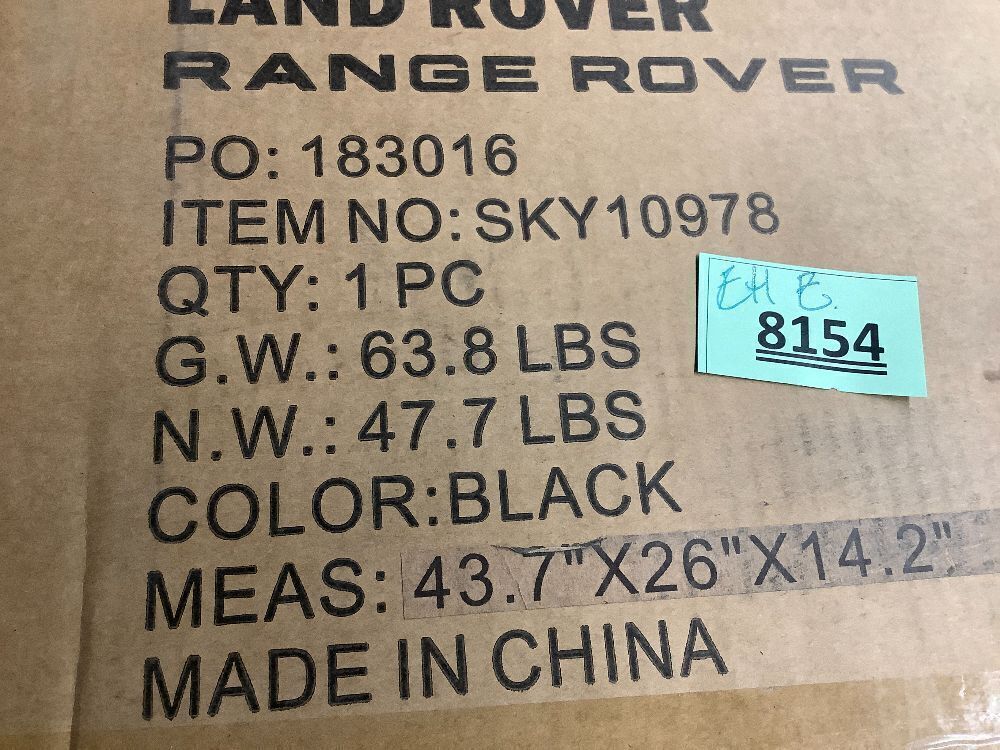 LAND ROVER
RANGE ROVER
PO: 183016
ITEM NO: SKY10978
QTY: 1 PC
G.W.: 63.8 LBS
N.W.: 47.7 LBS
COLOR: BLACK
MEAS: 43.7"X26"X14.2"
MADE IN CHINA
EH E.
8154